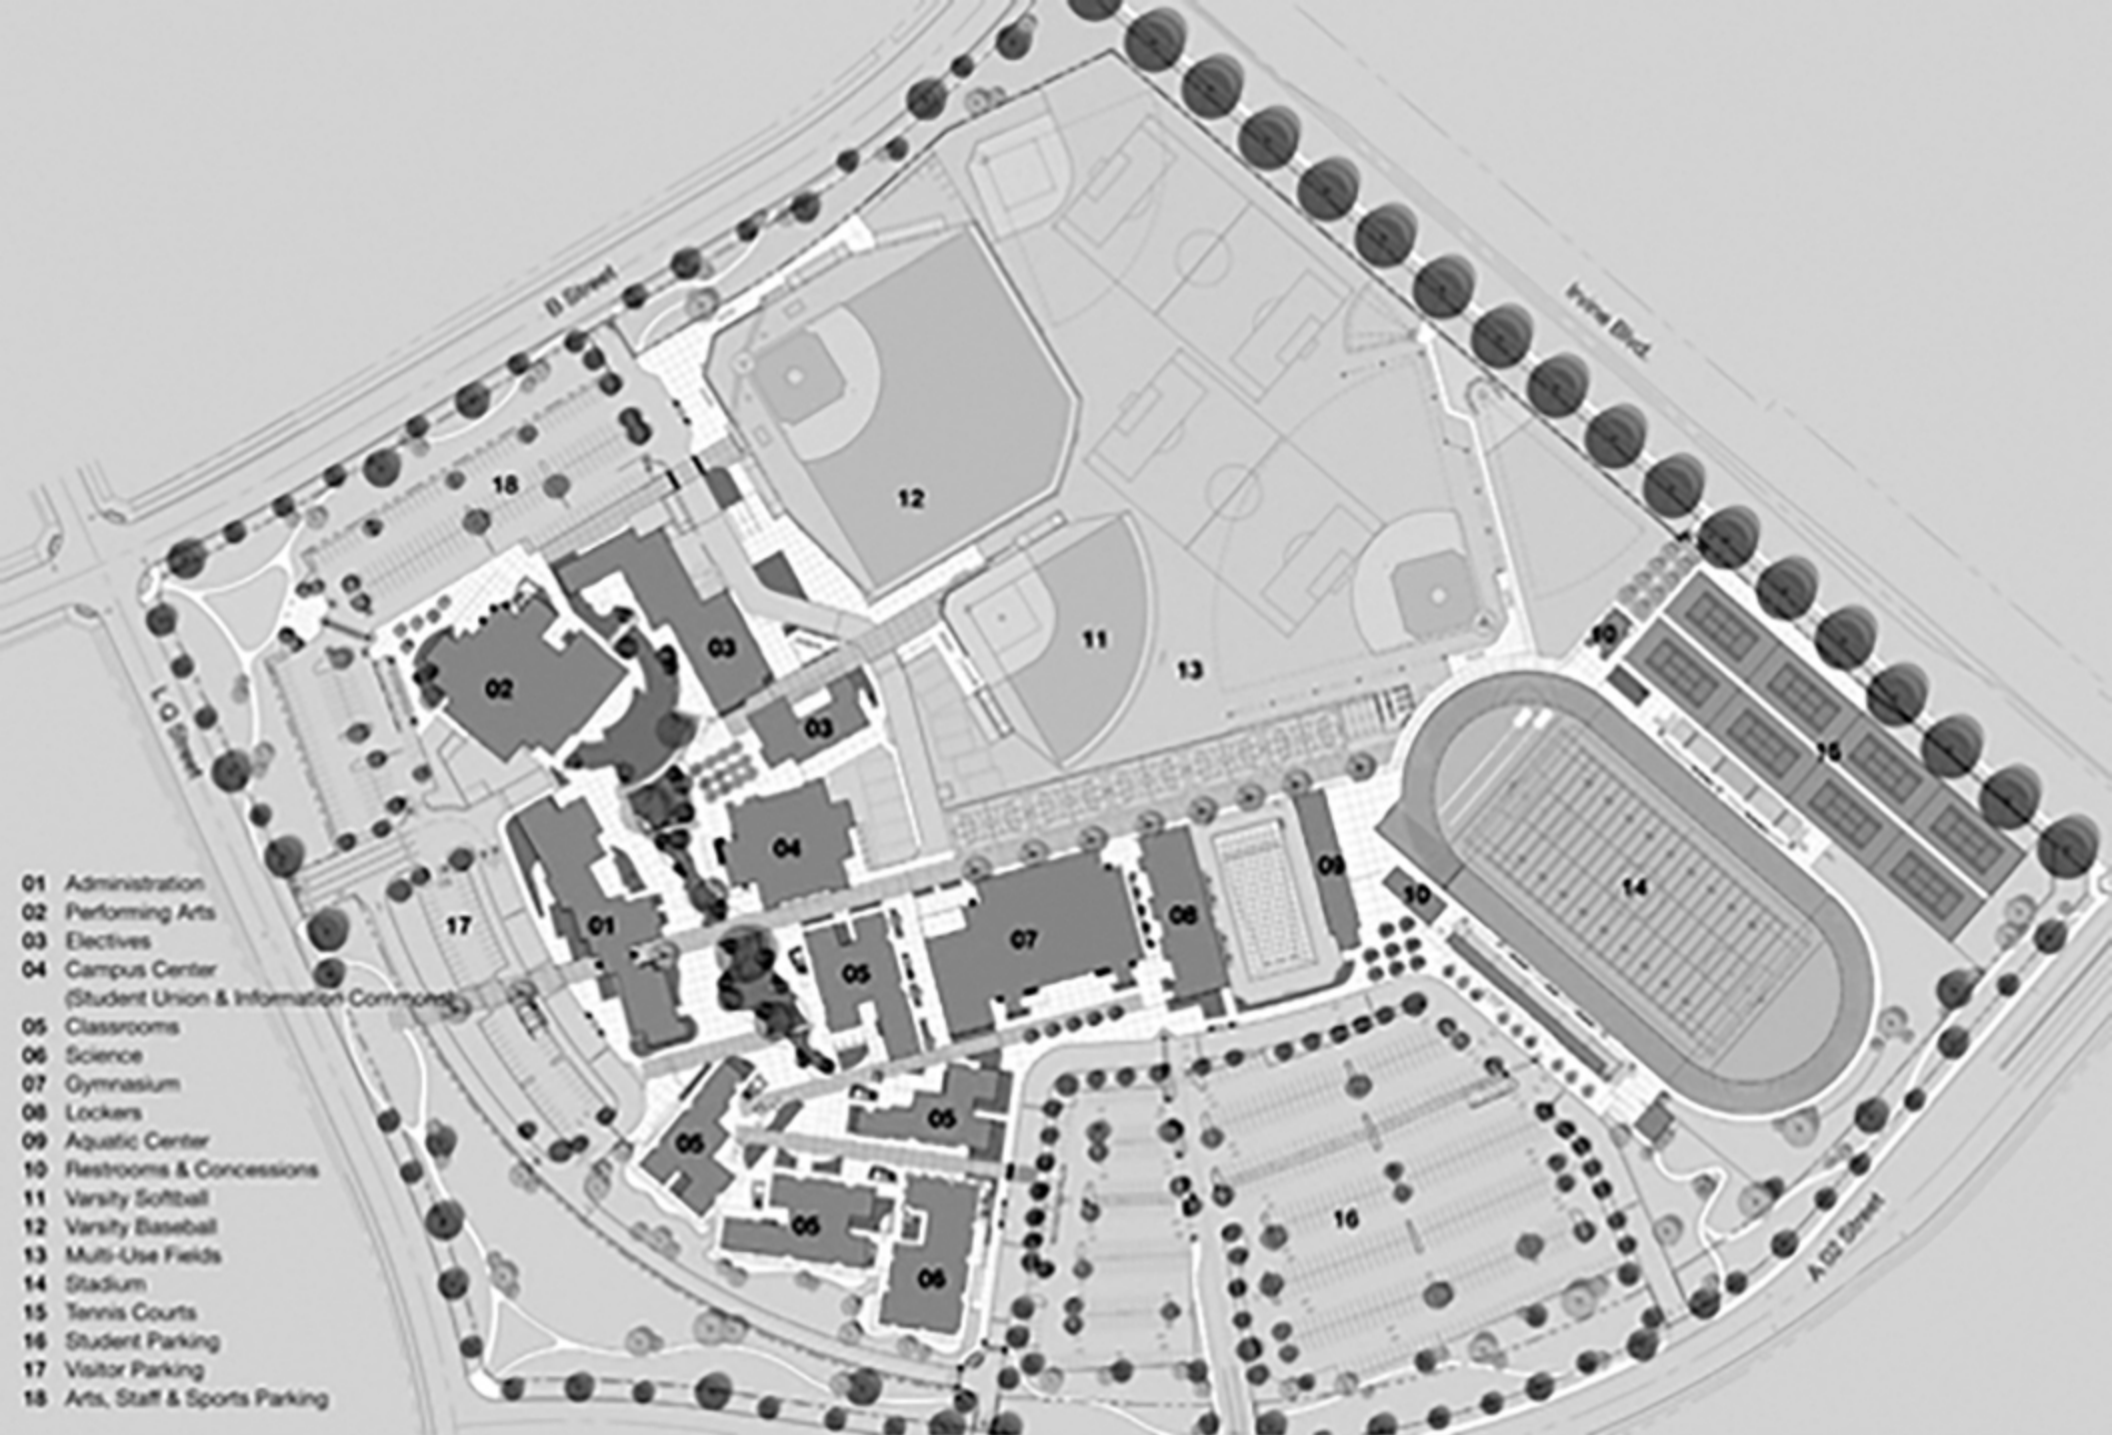 B Street
Irvine Blvd.
18
12
03
11
13
10
02
03
15
LQ Street
04
14
09
10
01 Administration
02 Performing Arts
03 Electives
04 Campus Center
(Student Union & Information Commons)
05 Classrooms
06 Science
07 Gymnasium
08 Lockers
09 Aquatic Center
10 Restrooms & Concessions
11 Varsity Softball
12 Varsity Baseball
13 Multi-Use Fields
14 Stadium
15 Tennis Courts
16 Student Parking
17 Visitor Parking
18 Arts, Staff & Sports Parking
17
01
08
07
05
05
05
05
06
16
A 02 Street